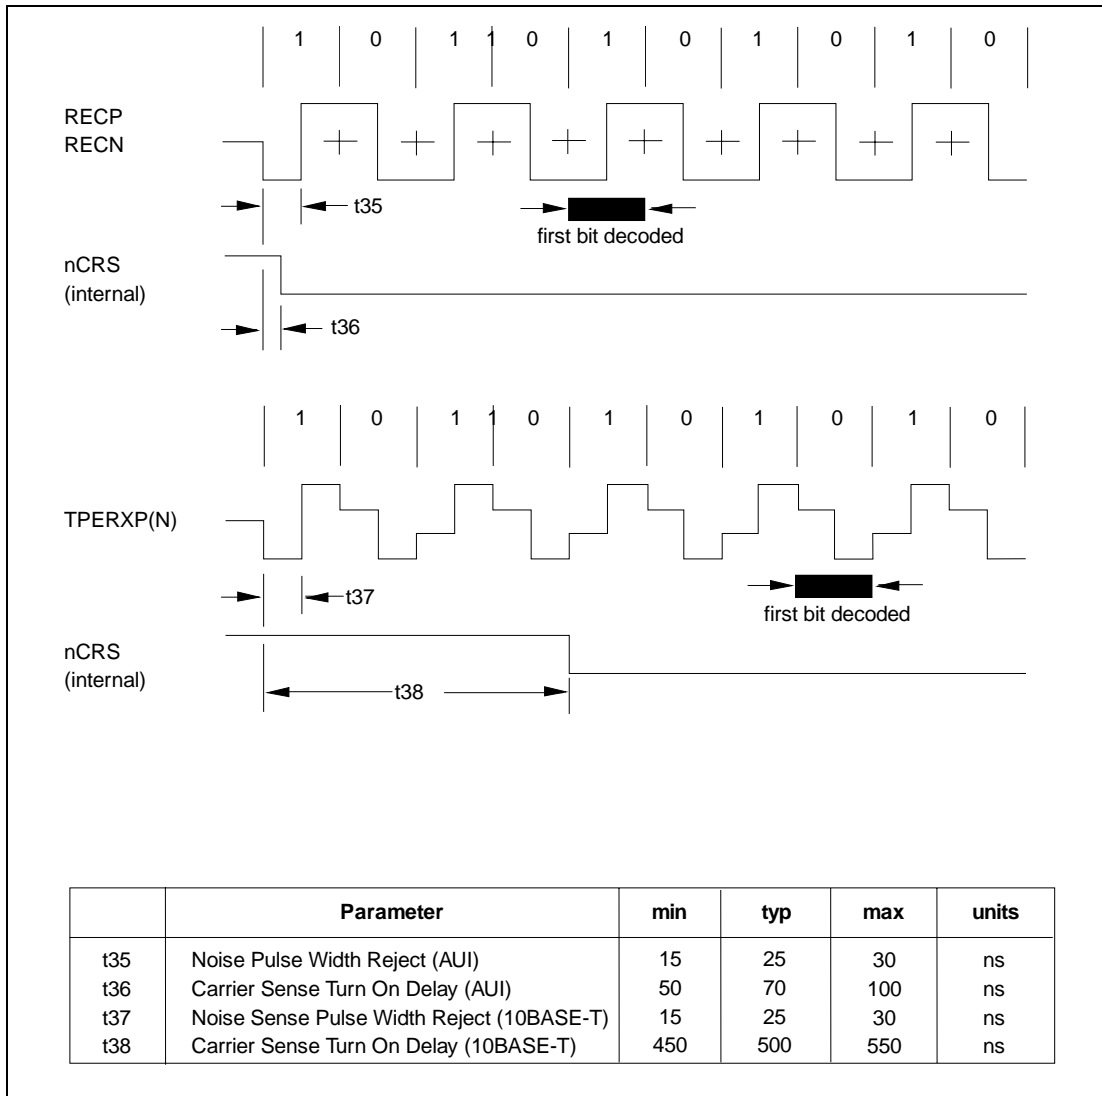 1 0 1 1 0 1 0 1 0 1 0
RECP
RECN
t35
first bit decoded
nCRS
(internal)
t36
1 0 1 1 0 1 0 1 0 1 0
TPERXP(N)
t37
first bit decoded
nCRS
(internal)
t38
Parameter min typ max units
t35 Noise Pulse Width Reject (AUI) 15 25 30 ns
t36 Carrier Sense Turn On Delay (AUI) 50 70 100 ns
t37 Noise Sense Pulse Width Reject (10BASE-T) 15 25 30 ns
t38 Carrier Sense Turn On Delay (10BASE-T) 450 500 550 ns